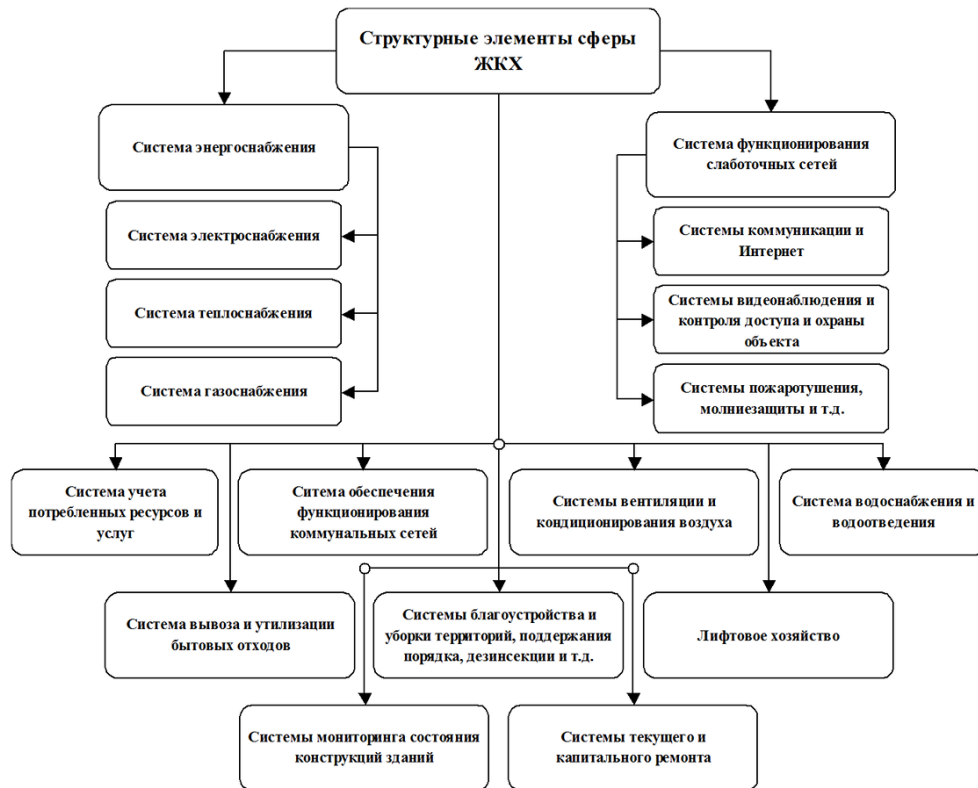 Структурные элементы сферы
ЖКХ
Система энергоснабжения
Система электроснабжения
Система теплоснабжения
Система газоснабжения
Система функционирования
слаботочных сетей
Системы коммуникации и
Интернет
Системы видеонаблюдения и
контроля доступа и охраны
объекта
Системы пожаротушения,
молниезащиты и т.д.
Система учета
потребленных ресурсов и
услуг
Ситема обеспечения
функционирования
коммунальных сетей
Системы вентиляции и
кондиционирования воздуха
Система водоснабжения и
водоотведения
Система вывоза и утилизации
бытовых отходов
Системы благоустройства и
уборки территорий, поддержания
порядка, дезинсекции и т.д.
Лифтовое хозяйство
Системы мониторинга состояния
конструкций зданий
Системы текущего и
капитального ремонта